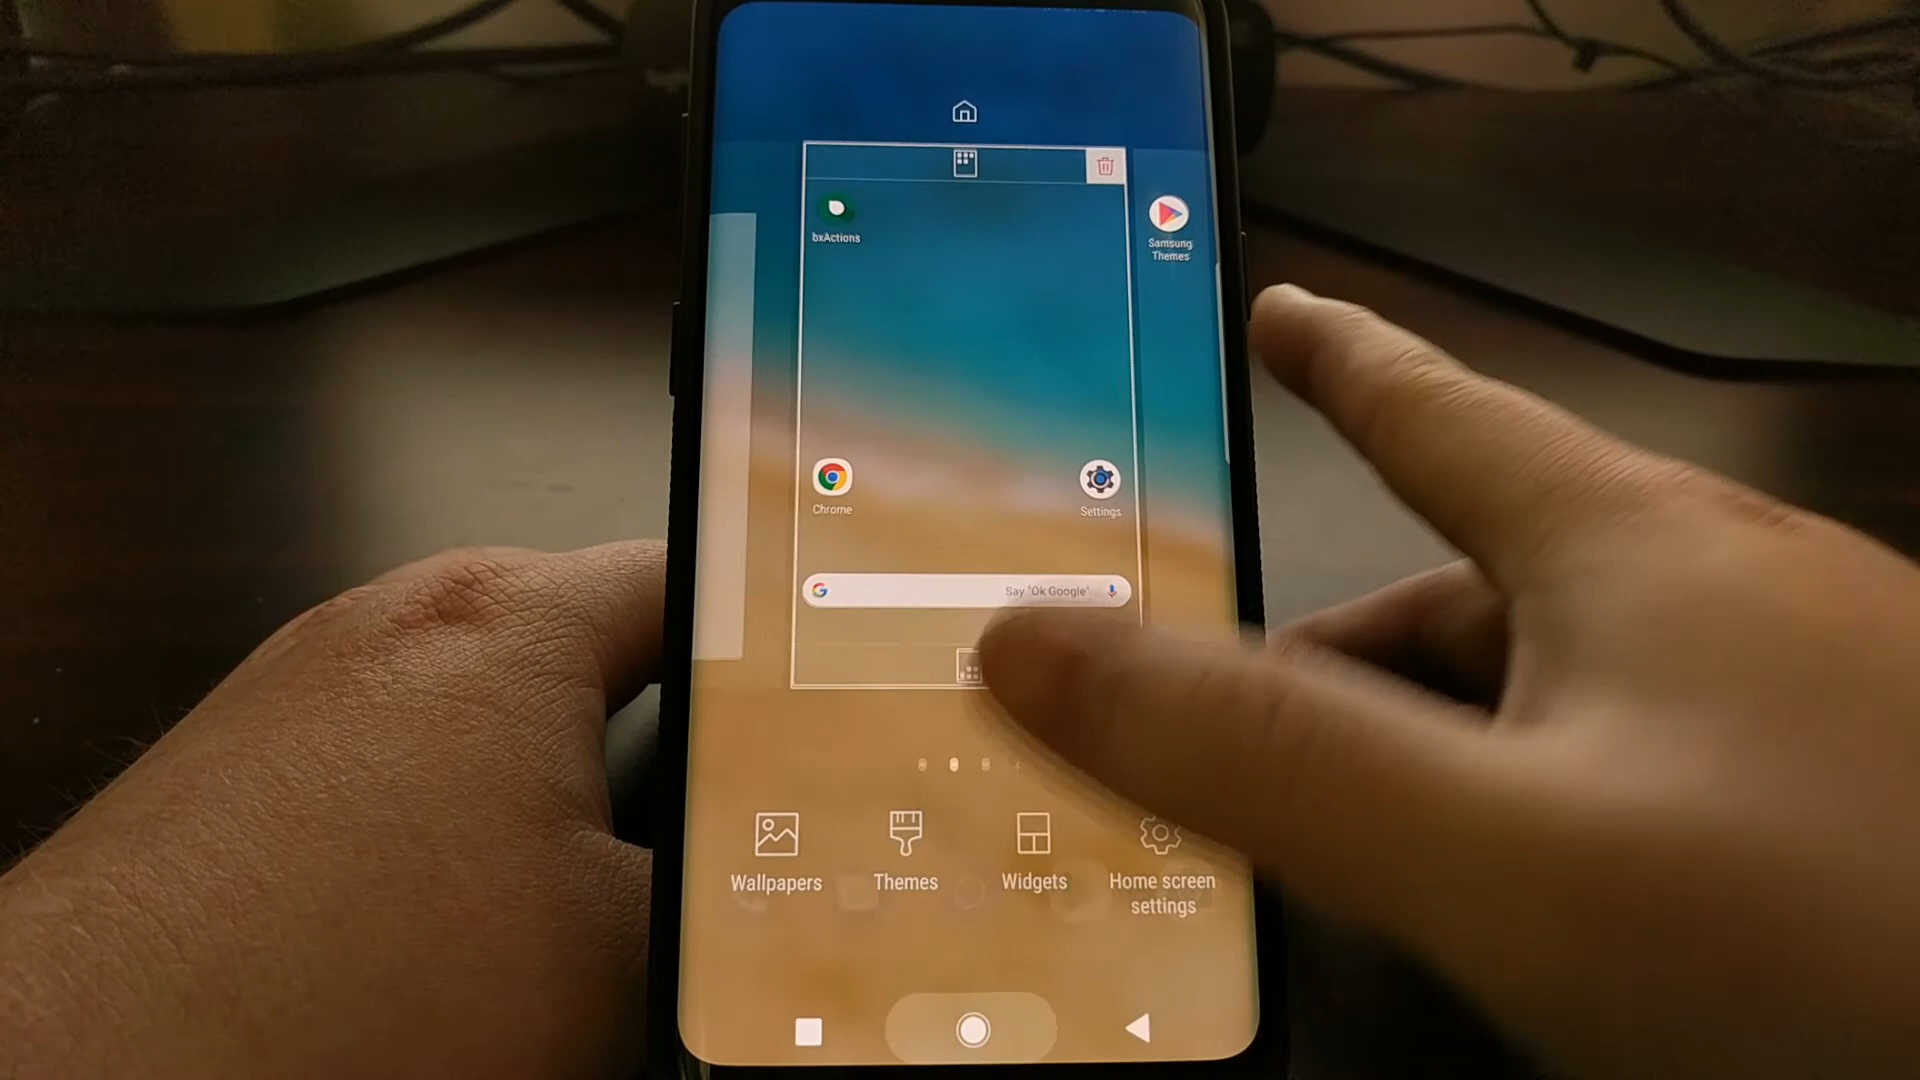 bxActions
Samsung
Themes
Chrome
Settings
Say "Ok Google"
Wallpapers
Themes
Widgets
Home screen
settings